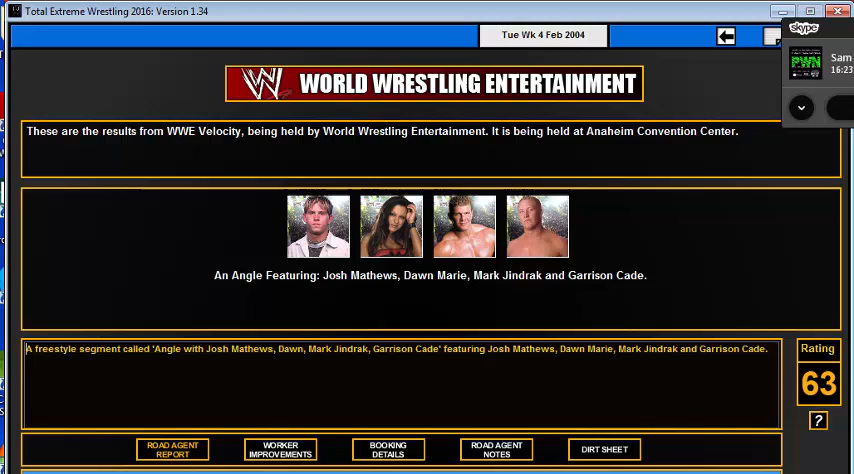 Total Extreme Wrestling 2016: Version 1.34
Tue Wk 4 Feb 2004
skype
W WORLD WRESTLING ENTERTAINMENT
PWN
Sam
16:23
These are the results from WWE Velocity, being held by World Wrestling Entertainment. It is being held at Anaheim Convention Center.
An Angle Featuring: Josh Mathews, Dawn Marie, Mark Jindrak and Garrison Cade.
A freestyle segment called 'Angle with Josh Mathews, Dawn, Mark Jindrak, Garrison Cade' featuring Josh Mathews, Dawn Marie, Mark Jindrak and Garrison Cade.
Rating
63
?
ROAD AGENT REPORT
WORKER IMPROVEMENTS
BOOKING DETAILS
ROAD AGENT NOTES
DIRT SHEET